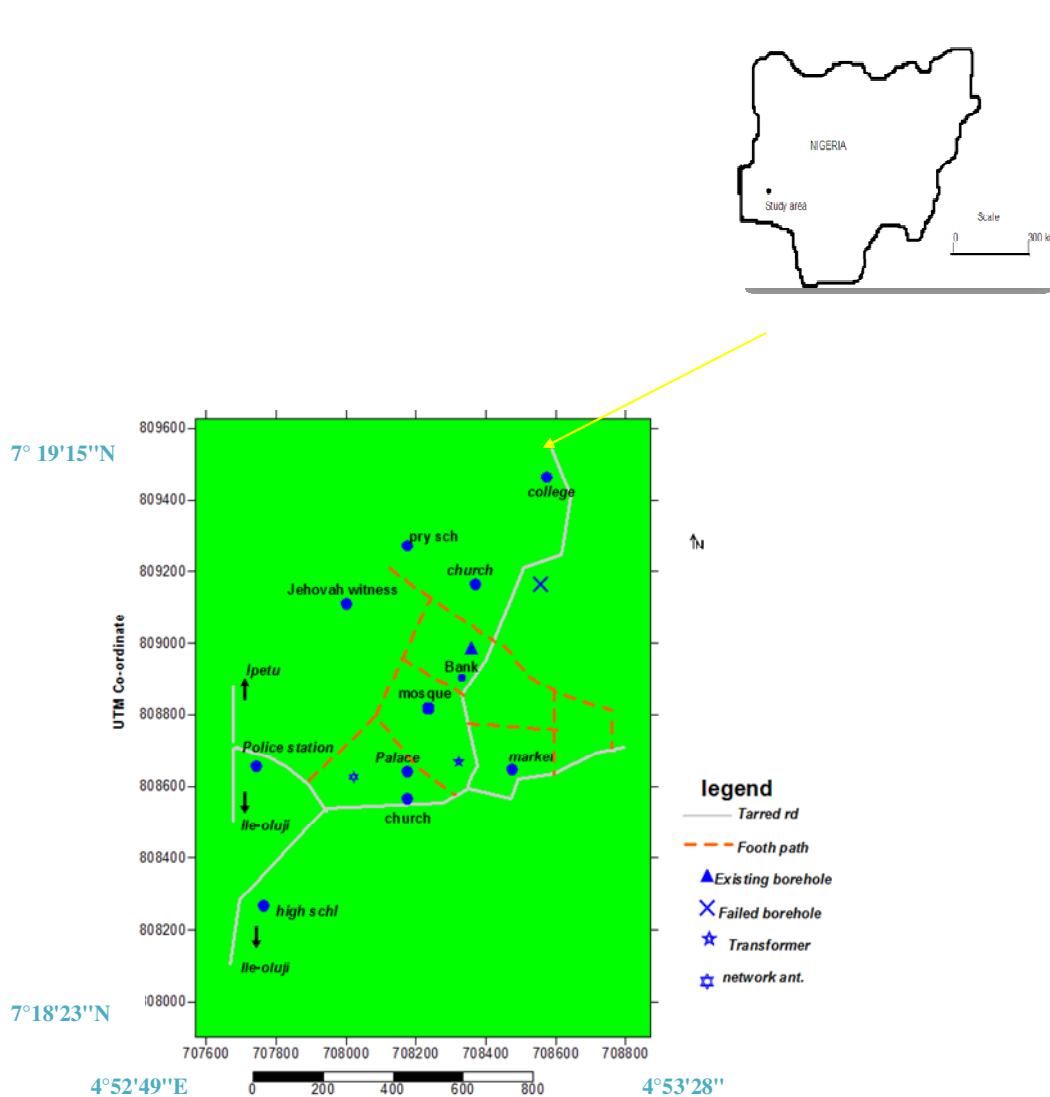 NIGERIA
Study area
Scale
0 300 k
7° 19'15"N
7°18'23"N
UTM Co-ordinate
809600
809400
809200
809000
808800
808600
808400
808200
808000
college
pry sch
church
Jehovah witness
Bank
Ipetu
mosque
Police station
Palace
market
Ile-oluji
church
high schl
Ile-oluji
legend
Tarred rd
Footh path
Existing borehole
Failed borehole
Transformer
network ant.
N
707600 707800 708000 708200 708400 708600 708800
4°52'49"E
0 200 400 600 800
4°53'28"